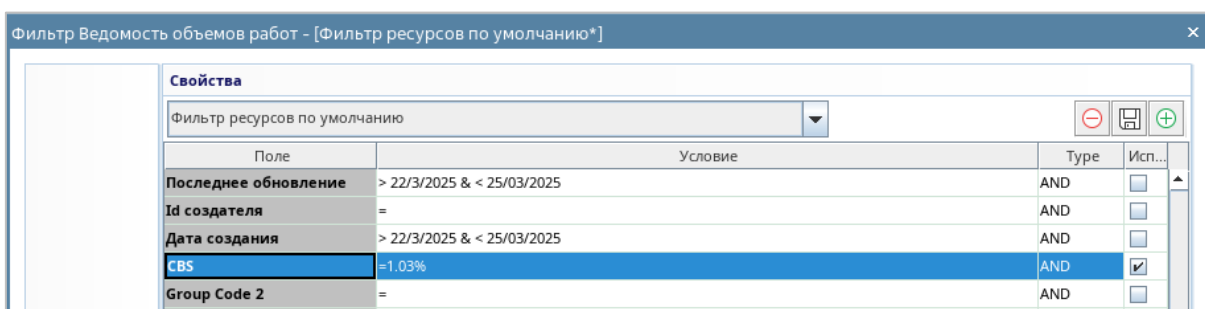 Фильтр Ведомость объемов работ - [Фильтр ресурсов по умолчанию*]
Свойства
Фильтр ресурсов по умолчанию
Поле Условие Type Исп...
Последнее обновление > 22/3/2025 & < 25/03/2025 AND
Id создателя = AND
Дата создания > 22/3/2025 & < 25/03/2025 AND
CBS =1.03% AND
Group Code 2 = AND